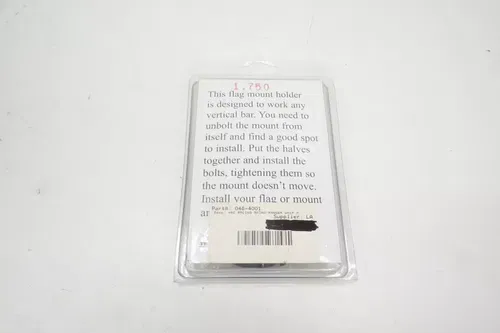 1.750
This flag mount holder
is designed to work any
vertical bar. You need to
unbolt the mount from
itself and find a good spot
to install. Put the halves
together and install the
bolts, tightening them so
the mount doesn't move.
Install your flag or mount
Part#: 040-4001
Supplier: LA